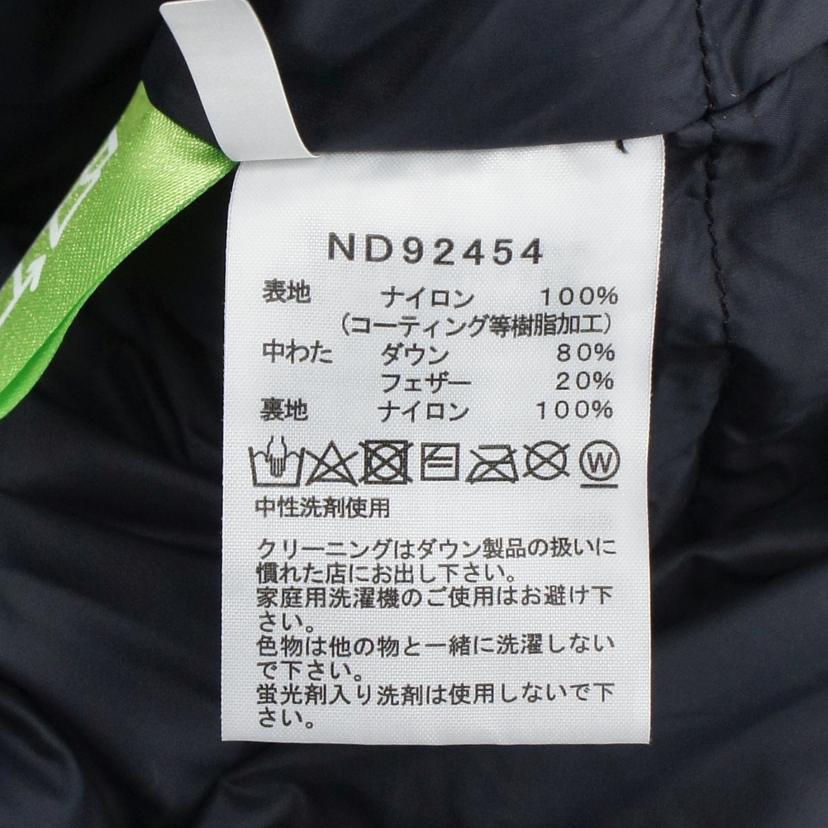 ND92454
表地 ナイロン 100%
(コーティング等樹脂加工)
中わた ダウン 80%
フェザー 20%
裏地 ナイロン 100%
W
中性洗剤使用
クリーニングはダウン製品の扱いに
慣れた店にお出し下さい。
家庭用洗濯機のご使用はお避け下
さい。
色物は他の物と一緒に洗濯しない
で下さい。
蛍光剤入り洗剤は使用しないで下
さい。